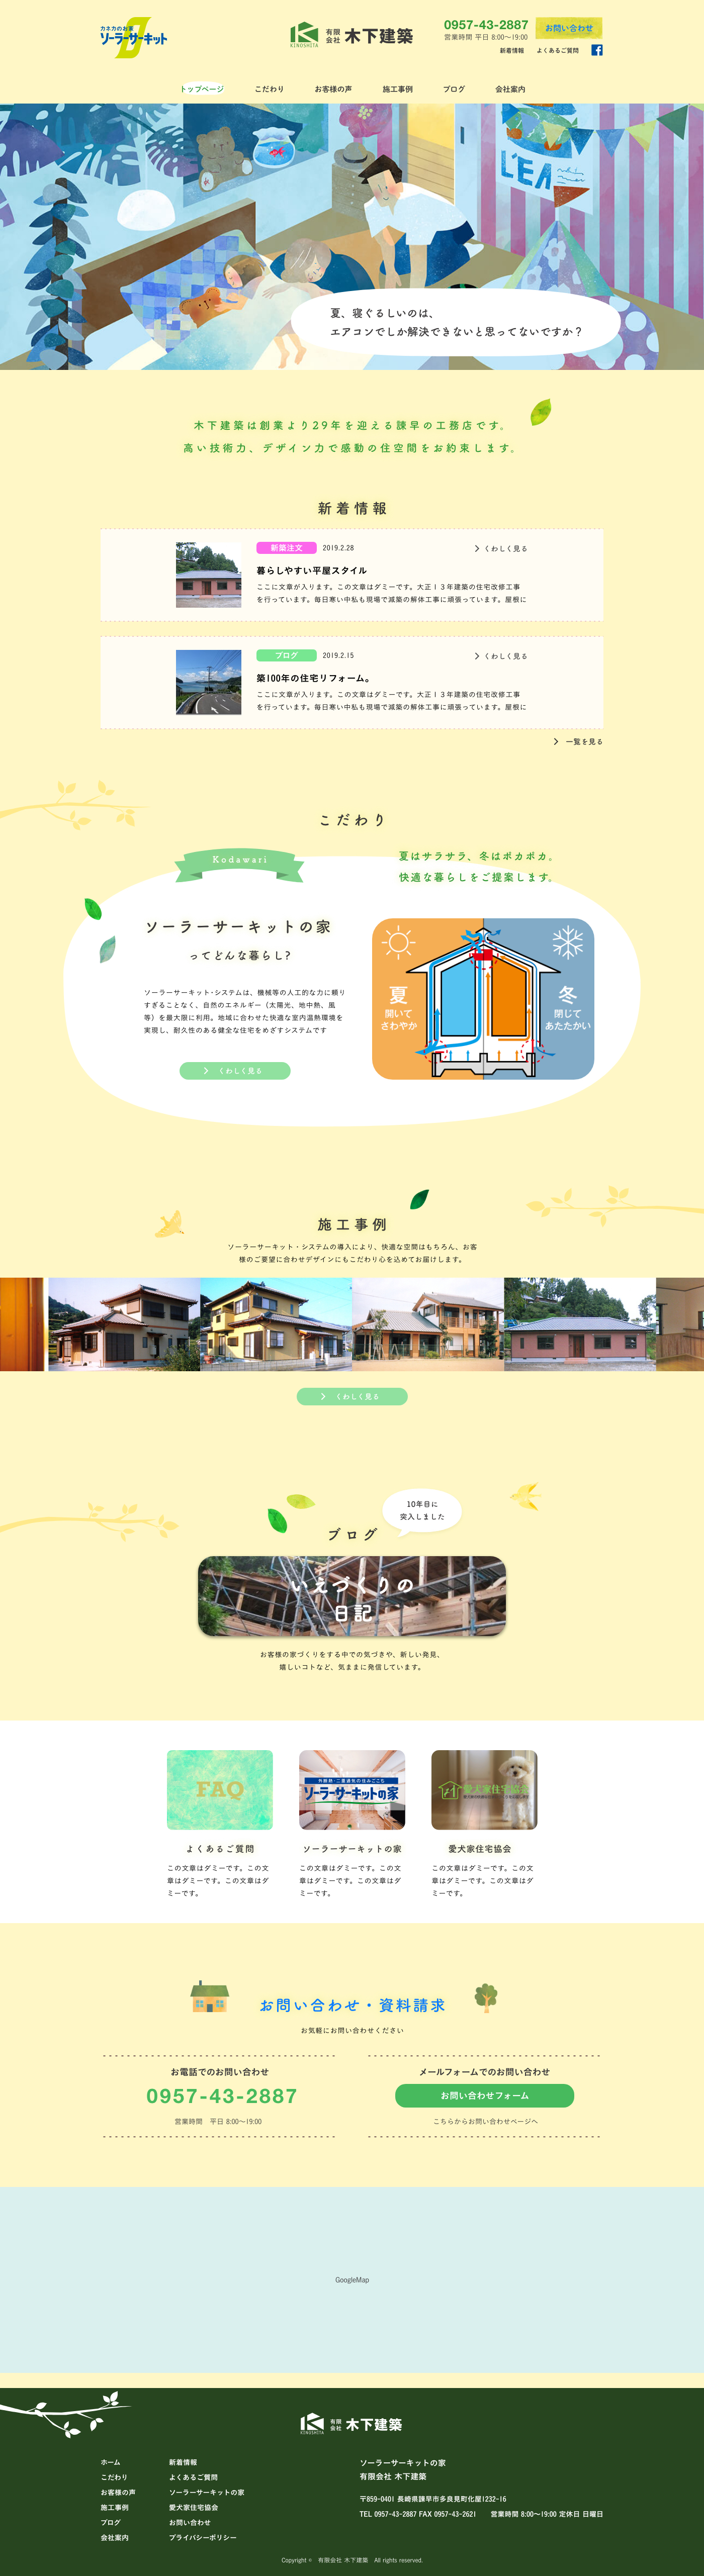 カネカのお家
ソーラーサーキット
KINOSHITA
有限
会社 木下建築
0957-43-2887
営業時間 平日 8:00〜19:00
お問い合わせ
新着情報 よくあるご質問
トップページ こだわり お客様の声 施工事例 ブログ 会社案内
L'EA
夏、寝ぐるしいのは、
エアコンでしか解決できないと思ってないですか？
木下建築は創業より29年を迎える諫早の工務店です。
高い技術力、デザイン力で感動の住空間をお約束します。
新着情報
新築注文 2019.2.28 くわしく見る
暮らしやすい平屋スタイル
ここに文章が入ります。この文章はダミーです。大正１３年建築の住宅改修工事
を行っています。毎日寒い中私も現場で減築の解体工事に頑張っています。屋根に
ブログ 2019.2.15 くわしく見る
築100年の住宅リフォーム。
ここに文章が入ります。この文章はダミーです。大正１３年建築の住宅改修工事
を行っています。毎日寒い中私も現場で減築の解体工事に頑張っています。屋根に
一覧を見る
こだわり
Kodawari
夏はサラサラ、冬はポカポカ。
快適な暮らしをご提案します。
ソーラーサーキットの家
ってどんな暮らし?
ソーラーサーキット･システムは、機械等の人工的な力に頼り
すぎることなく、自然のエネルギー（太陽光、地中熱、風
等）を最大限に利用。地域に合わせた快適な室内温熱環境を
実現し、耐久性のある健全な住宅をめざすシステムです
くわしく見る
夏
開いて
さわやか
冬
閉じて
あたたかい
施工事例
ソーラーサーキット・システムの導入により、快適な空間はもちろん、お客
様のご要望に合わせデザインにもこだわり心を込めてお届けします。
くわしく見る
10年目に
突入しました
ブログ
いえづくりの
日記
お客様の家づくりをする中での気づきや、新しい発見、
嬉しいコトなど、気ままに発信しています。
FAQ
外断熱・二重通気の住みごこち
ソーラーサーキットの家
愛犬家住宅協会
よくあるご質問
この文章はダミーです。この文
章はダミーです。この文章はダ
ミーです。
ソーラーサーキットの家
この文章はダミーです。この文
章はダミーです。この文章はダ
ミーです。
愛犬家住宅協会
この文章はダミーです。この文
章はダミーです。この文章はダ
ミーです。
お問い合わせ・資料請求
お気軽にお問い合わせください
お電話でのお問い合わせ
0957-43-2887
営業時間 平日 8:00〜19:00
メールフォームでのお問い合わせ
お問い合わせフォーム
こちらからお問い合わせページへ
GoogleMap
KINOSHITA
有限
会社 木下建築
ホーム
こだわり
お客様の声
施工事例
ブログ
会社案内
新着情報
よくあるご質問
ソーラーサーキットの家
愛犬家住宅協会
お問い合わせ
プライバシーポリシー
ソーラーサーキットの家
有限会社 木下建築
〒859-0401 長崎県諫早市多良見町化屋1232-16
TEL 0957-43-2887 FAX 0957-43-2621 営業時間 8:00〜19:00 定休日 日曜日
Copyright © 有限会社 木下建築 All rights reserved.